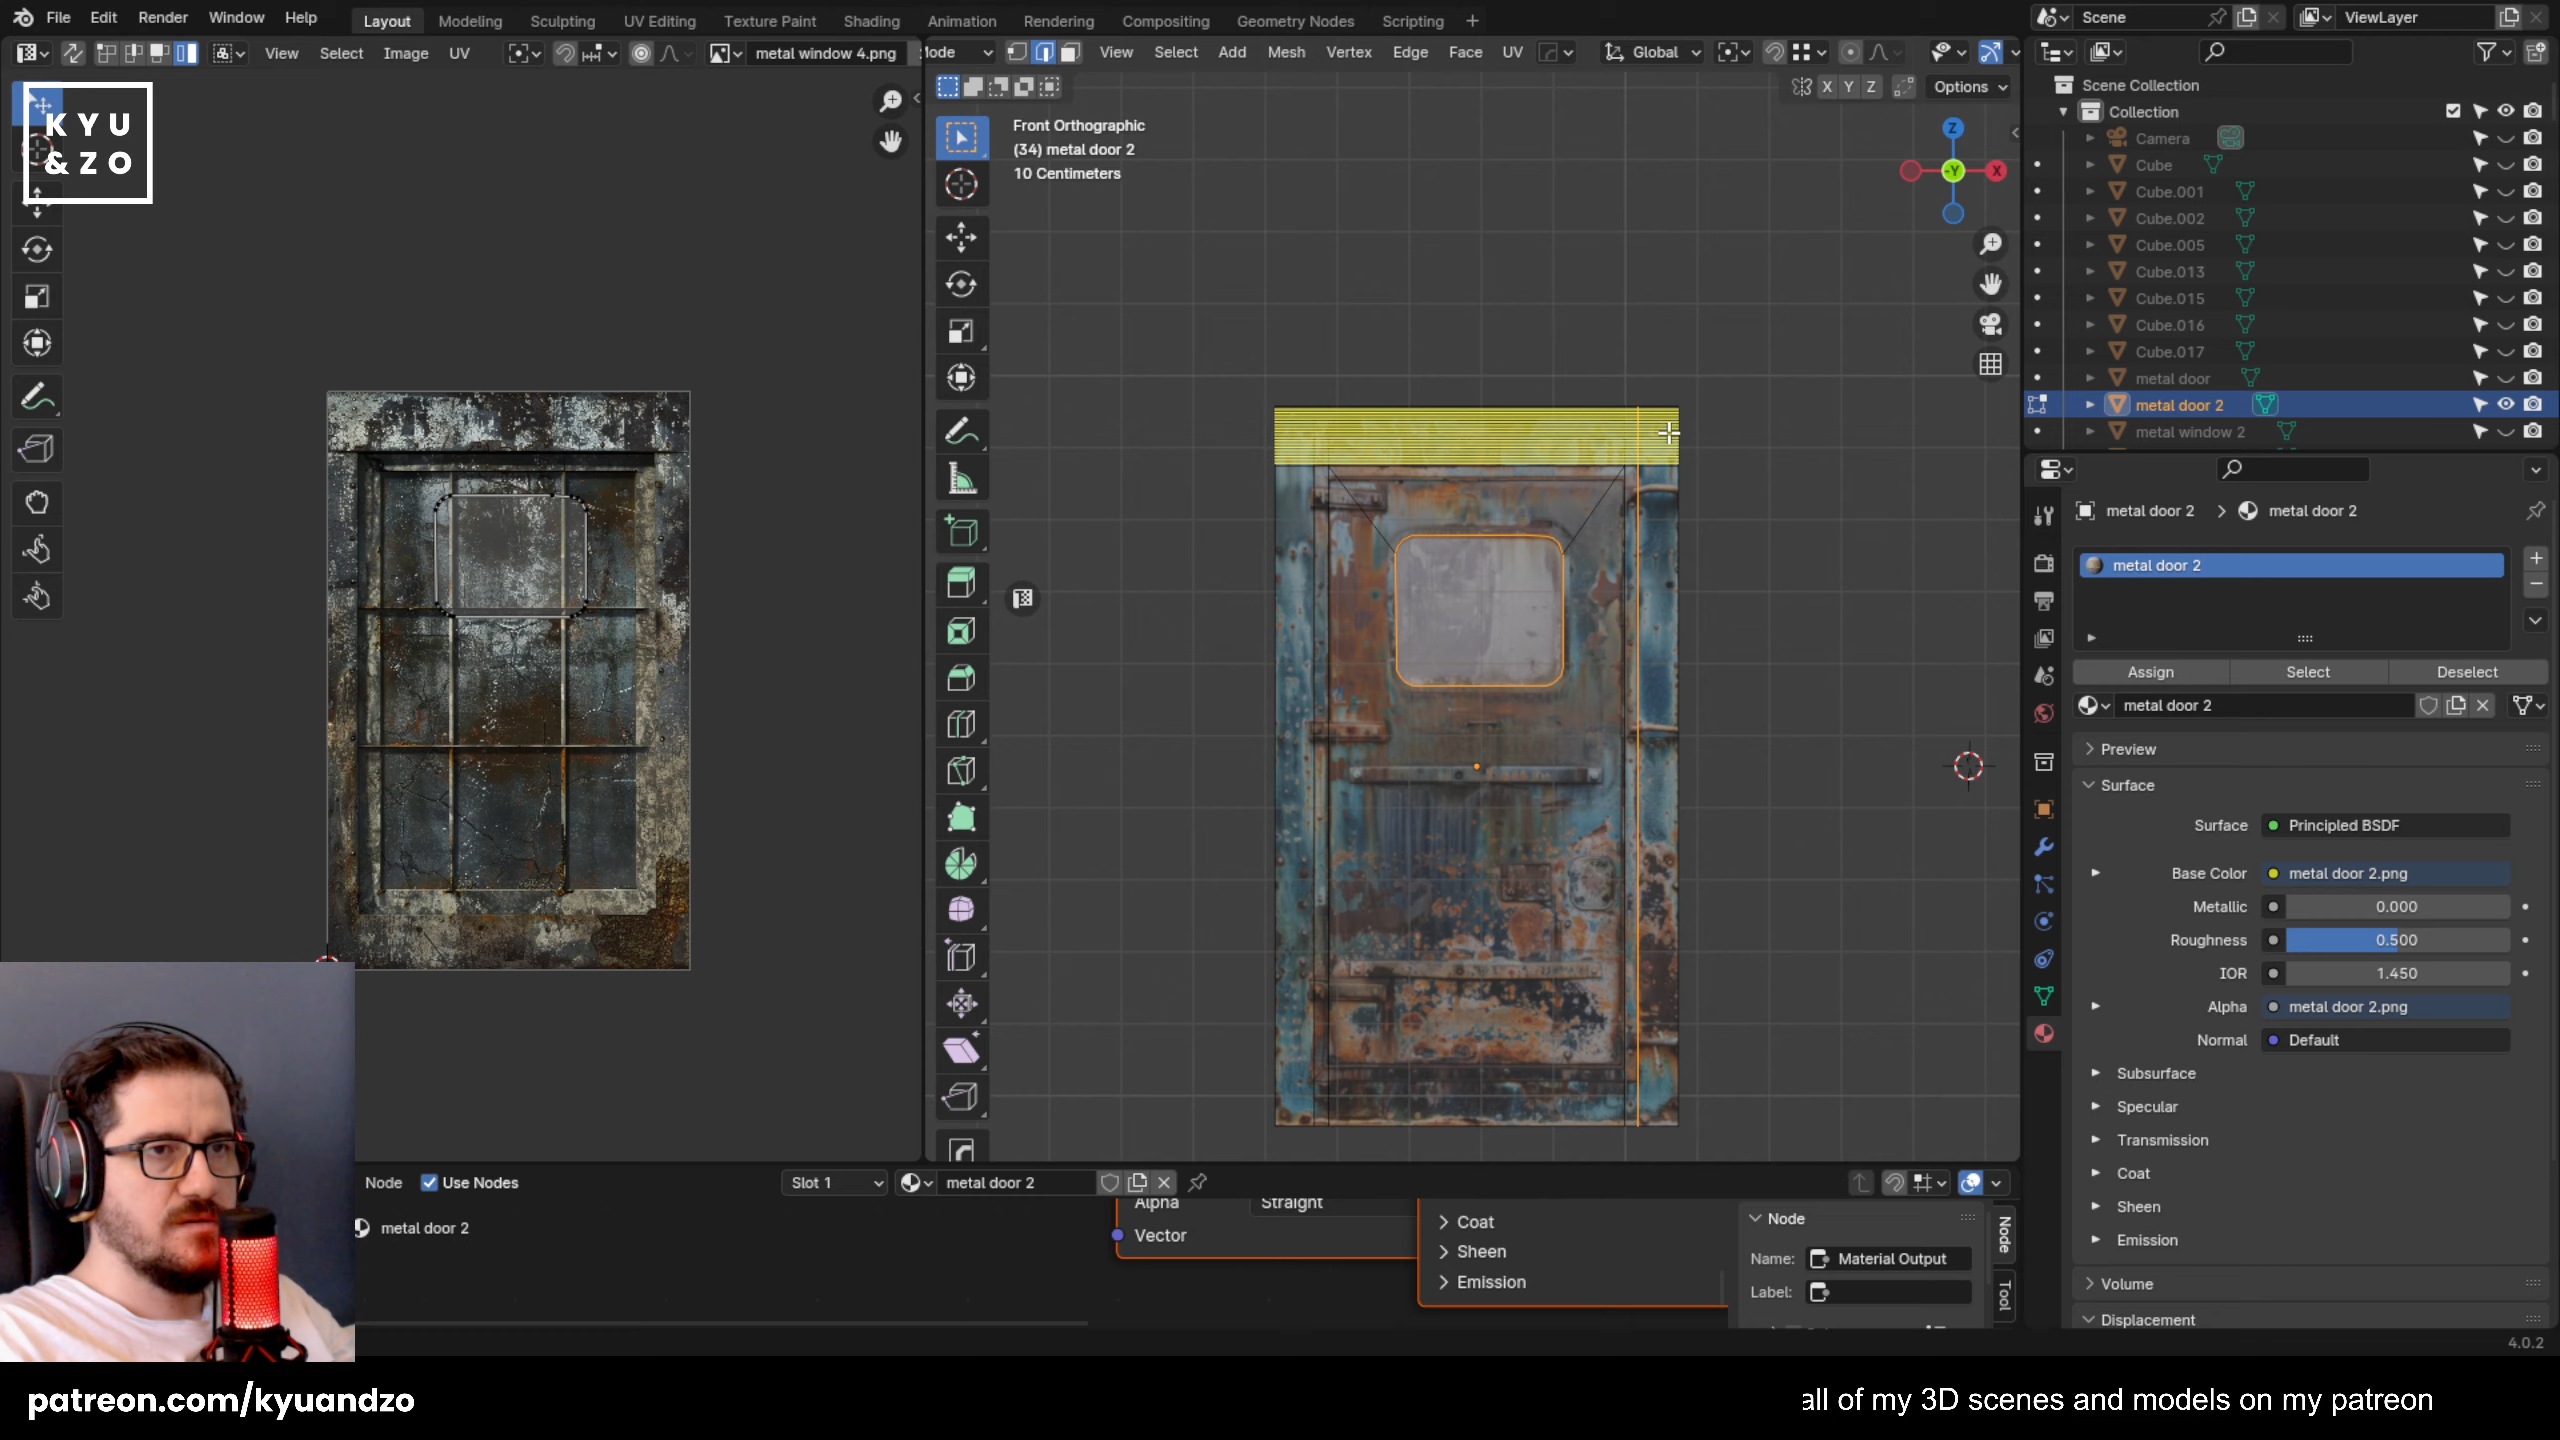 File Edit Render Window Help
Layout Modeling Sculpting UV Editing Texture Paint Shading Animation Rendering Compositing Geometry Nodes Scripting
Scene
ViewLayer
View Select Image UV
metal window 4.png
Mode View Select Add Mesh Vertex Edge Face UV
Global
X Y Z
Options
KYU
&ZO
Front Orthographic
(34) metal door 2
10 Centimeters
Z
-Y
X
Scene Collection
Collection
Camera
Cube
Cube.001
Cube.002
Cube.005
Cube.013
Cube.015
Cube.016
Cube.017
metal door
metal door 2
metal window 2
metal door 2 > metal door 2
metal door 2
Assign Select Deselect
metal door 2
Preview
Surface
Surface Principled BSDF
Base Color metal door 2.png
Metallic 0.000
Roughness 0.500
IOR 1.450
Alpha metal door 2.png
Normal Default
Subsurface
Specular
Transmission
Coat
Sheen
Emission
Volume
Displacement
Node Use Nodes
Slot 1
metal door 2
metal door 2
Alpha Straight
Vector
Coat
Sheen
Emission
Node
Name: Material Output
Label:
Node
Tool
4.0.2
patreon.com/kyuandzo
all of my 3D scenes and models on my patreon